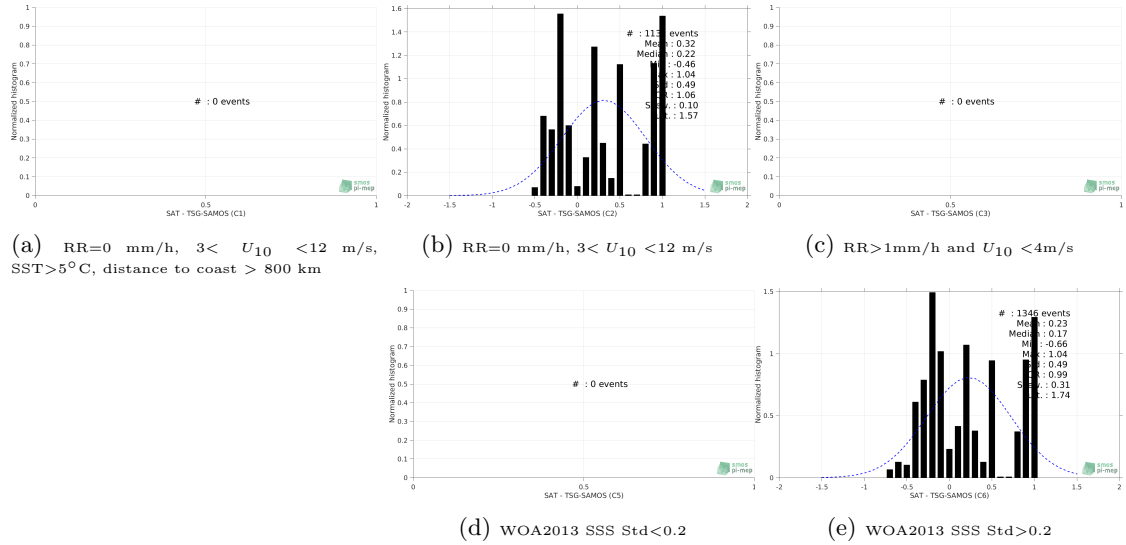 1
0.9
0.8
0.7
0.6
0.5
0.4
0.3
0.2
0.1
0
Normalized histogram
# : 0 events
0 0.5 1
SAT - TSG-SAMOS (C1)
smos
pi-mep
1.6
1.4
1.2
1
0.8
0.6
0.4
0.2
0
Normalized histogram
events
Mean : 0.32
Median : 0.22
: -0.46
: 1.04
: 0.49
: 1.06
: 0.10
: 1.57
-2 -1.5 -1 -0.5 0 0.5 1 1.5 2
SAT - TSG-SAMOS (C2)
smos
pi-mep
1
0.9
0.8
0.7
0.6
0.5
0.4
0.3
0.2
0.1
0
Normalized histogram
# : 0 events
0 0.5 1
SAT - TSG-SAMOS (C3)
smos
pi-mep
(a) RR=0 mm/h, 3< U10 <12 m/s,
SST>5°C, distance to coast > 800 km
(b) RR=0 mm/h, 3< U10 <12 m/s
(c) RR>1mm/h and U10 <4m/s
1
0.9
0.8
0.7
0.6
0.5
0.4
0.3
0.2
0.1
0
Normalized histogram
# : 0 events
0 0.5 1
SAT - TSG-SAMOS (C5)
smos
pi-mep
1.5
1
0.5
0
Normalized histogram
# : 1346 events
Mean : 0.23
Median : 0.17
: -0.66
Max : 1.04
: 0.49
: 0.99
: 0.31
: 1.74
-2 -1.5 -1 -0.5 0 0.5 1 1.5 2
SAT - TSG-SAMOS (C6)
smos
pi-mep
(d) WOA2013 SSS Std<0.2
(e) WOA2013 SSS Std>0.2